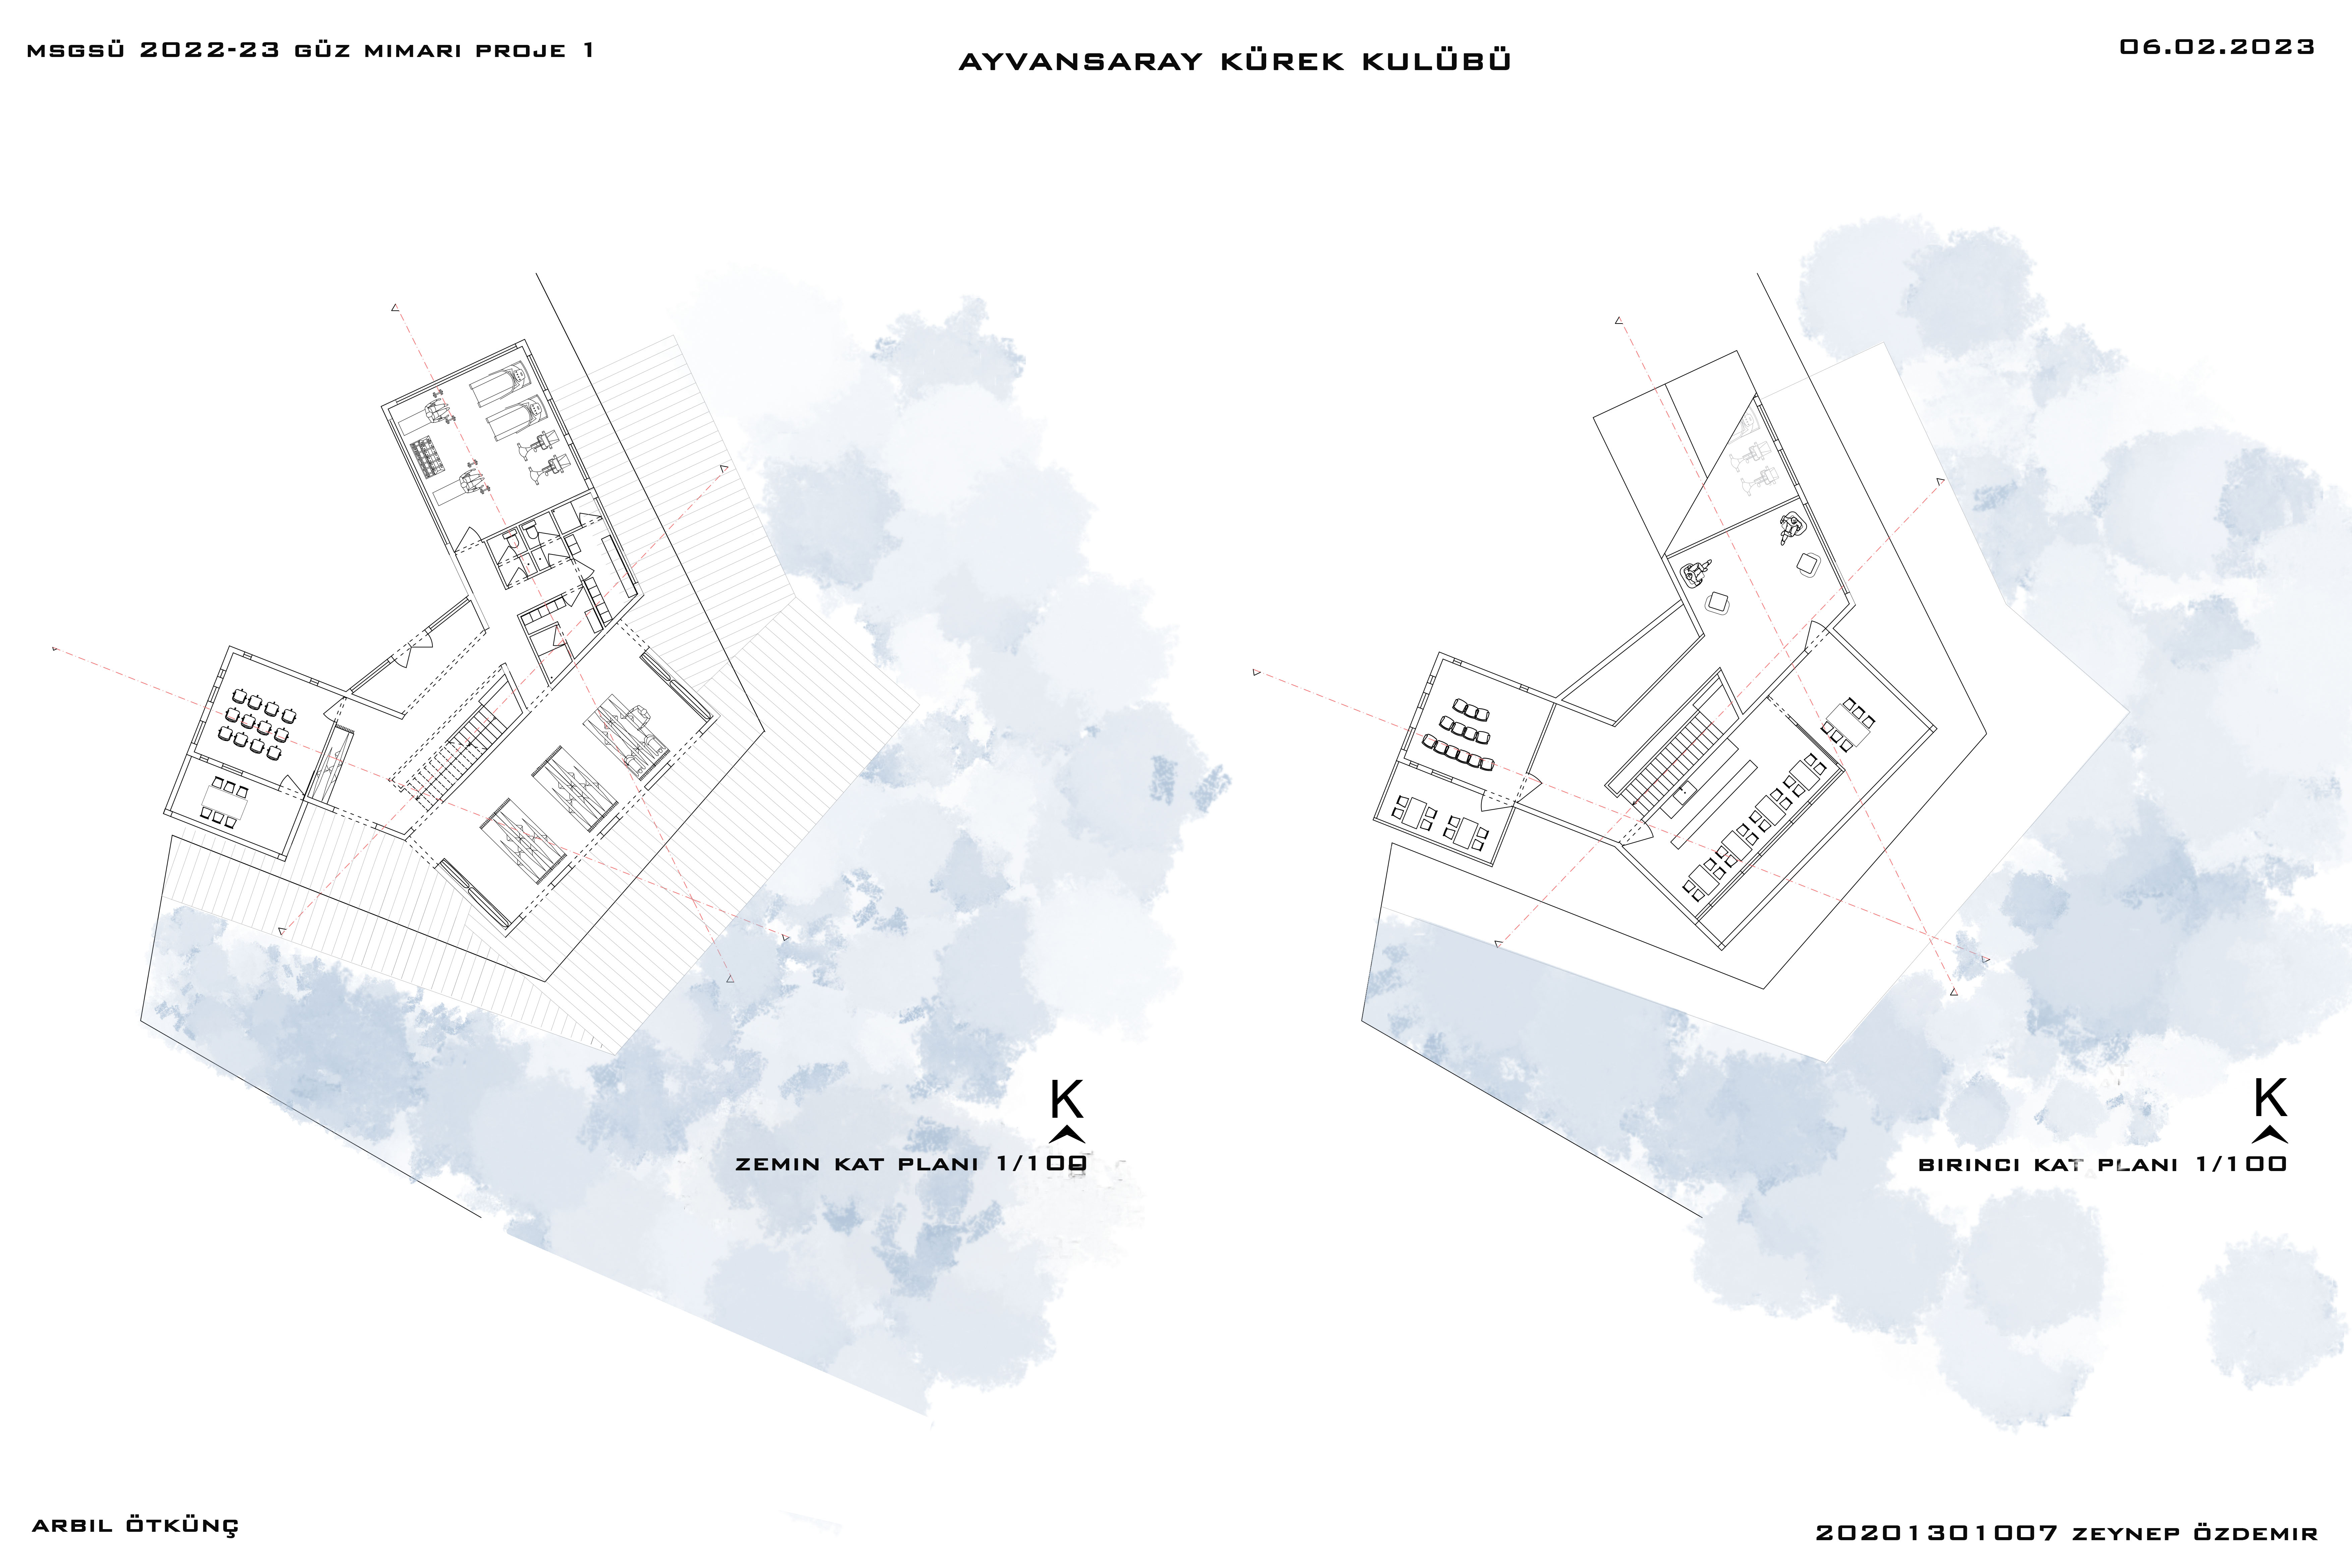 MSGSÜ 2022-23 GÜZ MIMARI PROJE 1
AYVANSARAY KÜREK KULÜBÜ
06.02.2023
K
ZEMIN KAT PLANI 1/100
K
BIRINCI KAT PLANI 1/100
ARBIL ÖTKÜNÇ
20201301007 ZEYNEP ÖZDEMIR